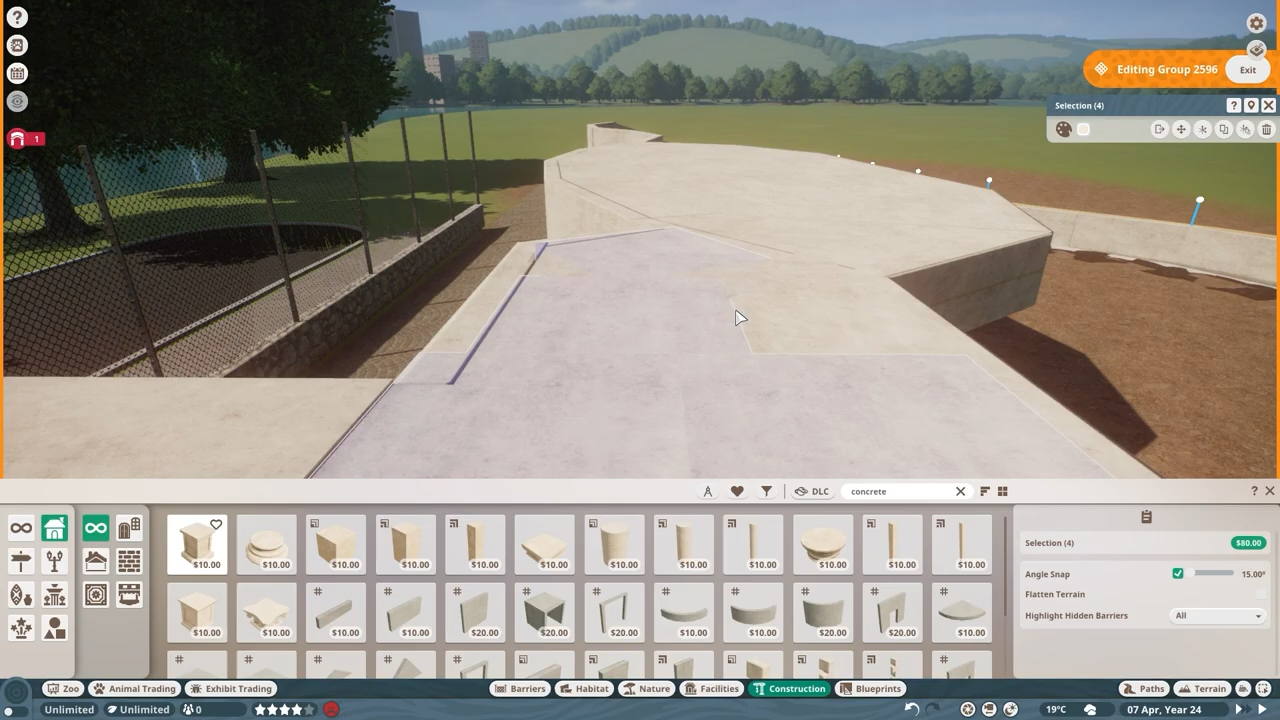 Editing Group 2596
Exit
Selection (4)
?
1
DLC
concrete
?
$10.00 $10.00 $10.00 $10.00 $10.00 $10.00 $10.00 $10.00 $10.00 $10.00 $10.00 $10.00
$10.00 $10.00 $10.00 $10.00 $20.00 $20.00 $20.00 $10.00 $10.00 $20.00 $20.00 $10.00
Selection (4) $80.00
Angle Snap 15.00°
Flatten Terrain
Highlight Hidden Barriers All
Zoo Animal Trading Exhibit Trading Barriers Habitat Nature Facilities Construction Blueprints Paths Terrain
Unlimited Unlimited 0 19°C 07 Apr, Year 24